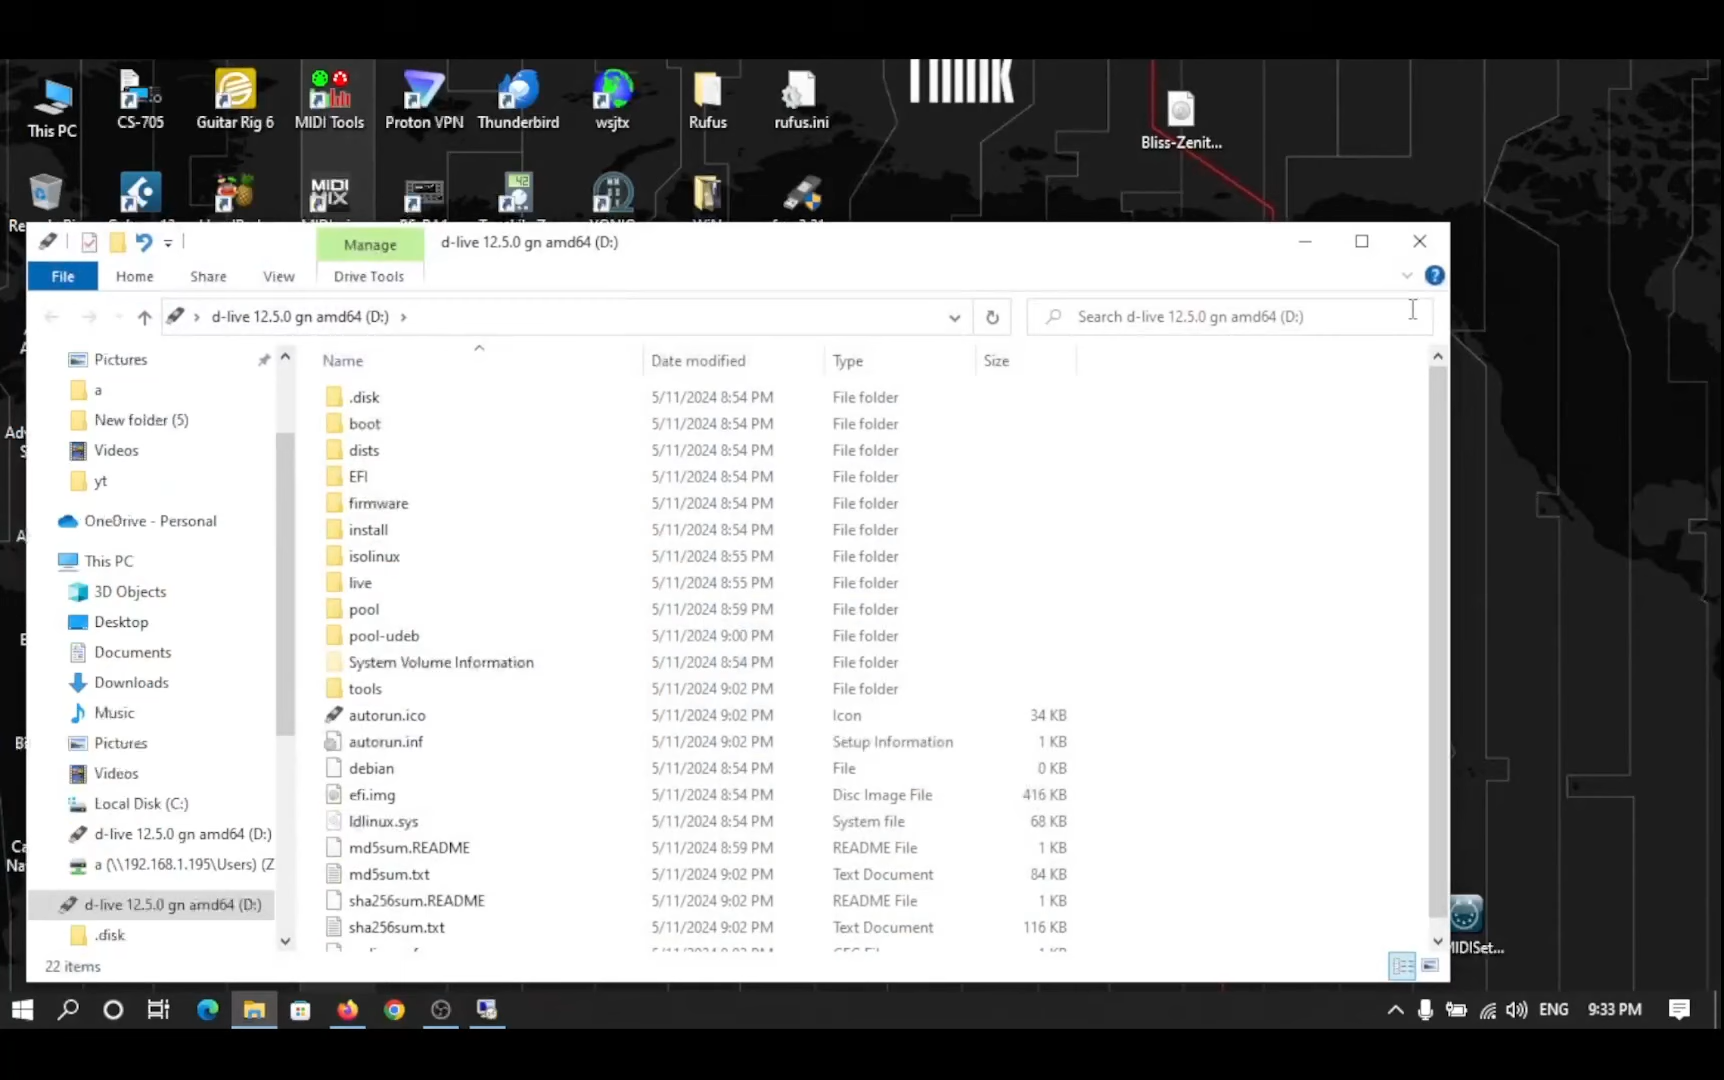 This PC
CS-705
Guitar Rig 6
MIDI Tools
Proton VPN
Thunderbird
wsjtx
Rufus
rufus.ini
Bliss-Zenit...
Manage
d-live 12.5.0 gn amd64 (D:)
File
Home
Share
View
Drive Tools
d-live 12.5.0 gn amd64 (D:)
Search d-live 12.5.0 gn amd64 (D:)
Name Date modified Type Size
Pictures
a
New folder (5)
Videos
yt
OneDrive - Personal
This PC
3D Objects
Desktop
Documents
Downloads
Music
Pictures
Videos
Local Disk (C:)
d-live 12.5.0 gn amd64 (D:)
a (\\192.168.1.195\Users) (Z
d-live 12.5.0 gn amd64 (D:)
.disk
.disk 5/11/2024 8:54 PM File folder
boot 5/11/2024 8:54 PM File folder
dists 5/11/2024 8:54 PM File folder
EFI 5/11/2024 8:54 PM File folder
firmware 5/11/2024 8:54 PM File folder
install 5/11/2024 8:54 PM File folder
isolinux 5/11/2024 8:55 PM File folder
live 5/11/2024 8:55 PM File folder
pool 5/11/2024 8:59 PM File folder
pool-udeb 5/11/2024 9:00 PM File folder
System Volume Information 5/11/2024 8:54 PM File folder
tools 5/11/2024 9:02 PM File folder
autorun.ico 5/11/2024 9:02 PM Icon 34 KB
autorun.inf 5/11/2024 9:02 PM Setup Information 1 KB
debian 5/11/2024 8:54 PM File 0 KB
efi.img 5/11/2024 8:54 PM Disc Image File 416 KB
ldlinux.sys 5/11/2024 8:54 PM System file 68 KB
md5sum.README 5/11/2024 8:59 PM README File 1 KB
md5sum.txt 5/11/2024 9:02 PM Text Document 84 KB
sha256sum.README 5/11/2024 9:02 PM README File 1 KB
sha256sum.txt 5/11/2024 9:02 PM Text Document 116 KB
22 items
MIDISet...
ENG
9:33 PM